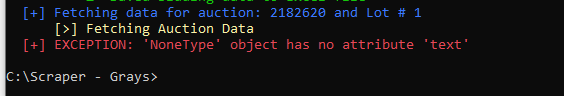 [+] Fetching data for auction: 2182620 and Lot # 1
[>] Fetching Auction Data
[+] EXCEPTION: 'NoneType' object has no attribute 'text'
C:\Scraper - Grays>